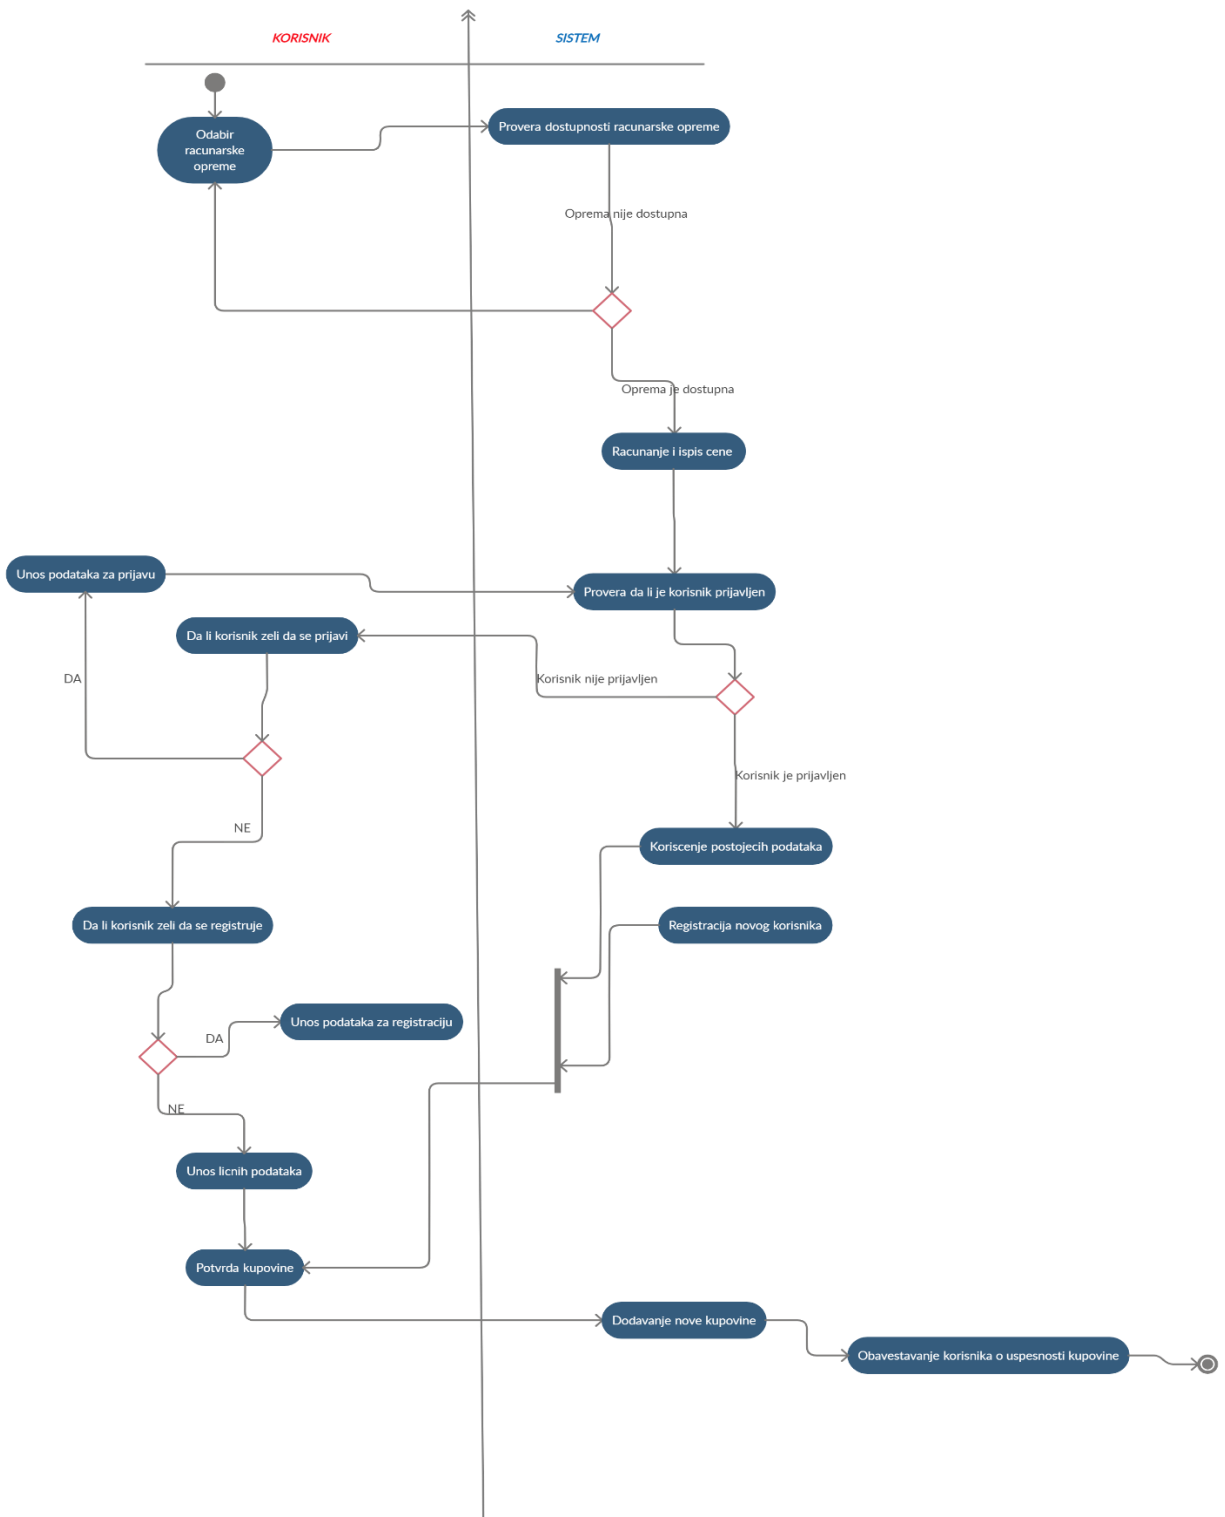 KORISNIK
SISTEM
Odabir
racunarske
opreme
Provera dostupnosti racunarske opreme
Oprema nije dostupna
Oprema je dostupna
Racunanje i ispis cene
Unos podataka za prijavu
Provera da li je korisnik prijavljen
Da li korisnik zeli da se prijavi
DA
Korisnik nije prijavljen
Korisnik je prijavljen
NE
Koriscenje postojecih podataka
Da li korisnik zeli da se registruje
Registracija novog korisnika
Unos podataka za registraciju
DA
NE
Unos licnih podataka
Potvrda kupovine
Dodavanje nove kupovine
Obavestavanje korisnika o uspesnosti kupovine